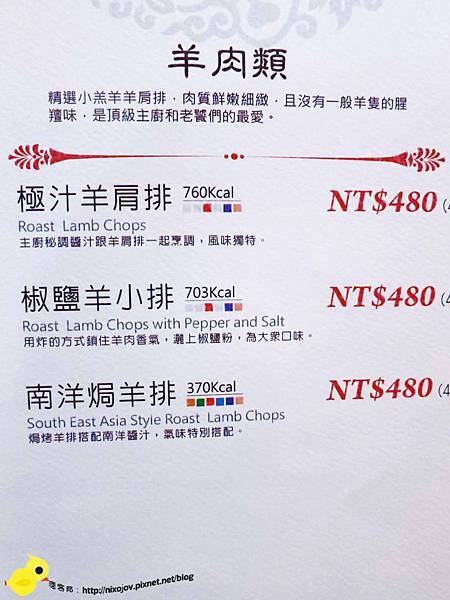 羊肉類
精選小羔羊羊肩排，肉質鮮嫩細緻，且沒有一般羊隻的腥
羶味，是頂級主廚和老饕們的最愛。
極汁羊肩排 760Kcal NT$480 (4
Roast Lamb Chops
主廚秘調醬汁跟羊肩排一起烹調，風味獨特。
椒鹽羊小排 703Kcal NT$480 (4
Roast Lamb Chops with Pepper and Salt
用炸的方式鎖住羊肉香氣，灑上椒鹽粉，為大眾口味。
南洋焗羊排 370Kcal NT$480 (4
South East Asia Style Roast Lamb Chops
焗烤羊排搭配南洋醬汁，氣味特別搭配。
痞客邦：http://nixojov.pixnet.net/blog